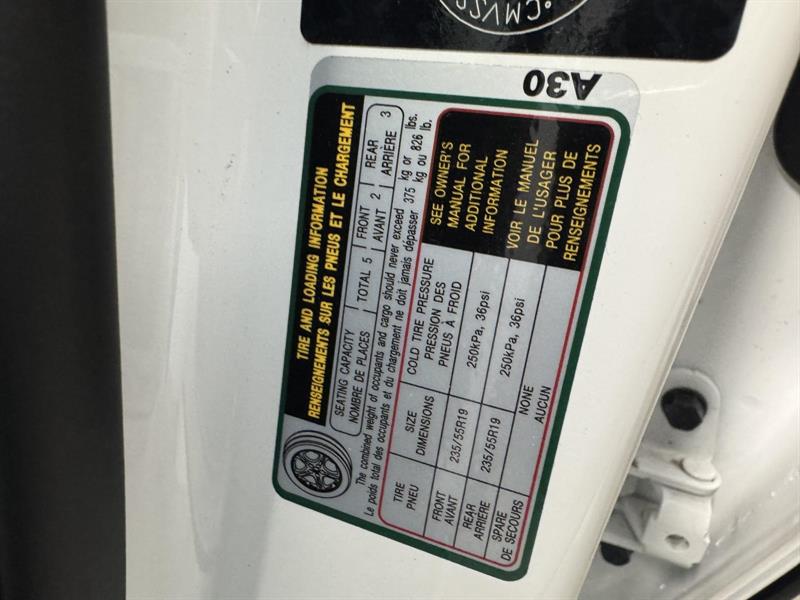 °CMVSS
A30
TIRE AND LOADING INFORMATION
RENSEIGNEMENTS SUR LES PNEUS ET LE CHARGEMENT
SEATING CAPACITY
NOMBRE DE PLACES
TOTAL 5
FRONT
AVANT 2
REAR
ARRIÈRE 3
The combined weight of occupants and cargo should never exceed 375 kg or 826 lbs.
Le poids total des occupants et du chargement ne doit jamais dépasser 375 kg ou 826 lb.
TIRE
PNEU
SIZE
DIMENSIONS
COLD TIRE PRESSURE
PRESSION DES
PNEUS À FROID
FRONT
AVANT
235/55R19
250kPa, 36psi
REAR
ARRIÈRE
235/55R19
250kPa, 36psi
SPARE
DE SECOURS
NONE
AUCUN
SEE OWNER'S
MANUAL FOR
ADDITIONAL
INFORMATION
VOIR LE MANUEL
DE L'USAGER
POUR PLUS DE
RENSEIGNEMENTS